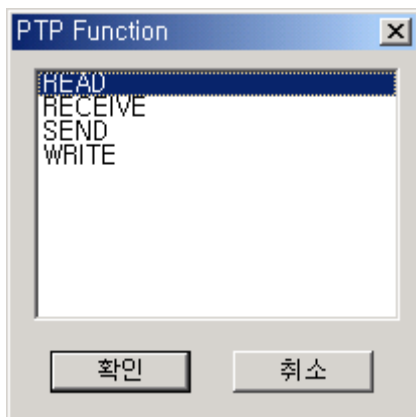 PTP Function
READ
RECEIVE
SEND
WRITE
확인
취소